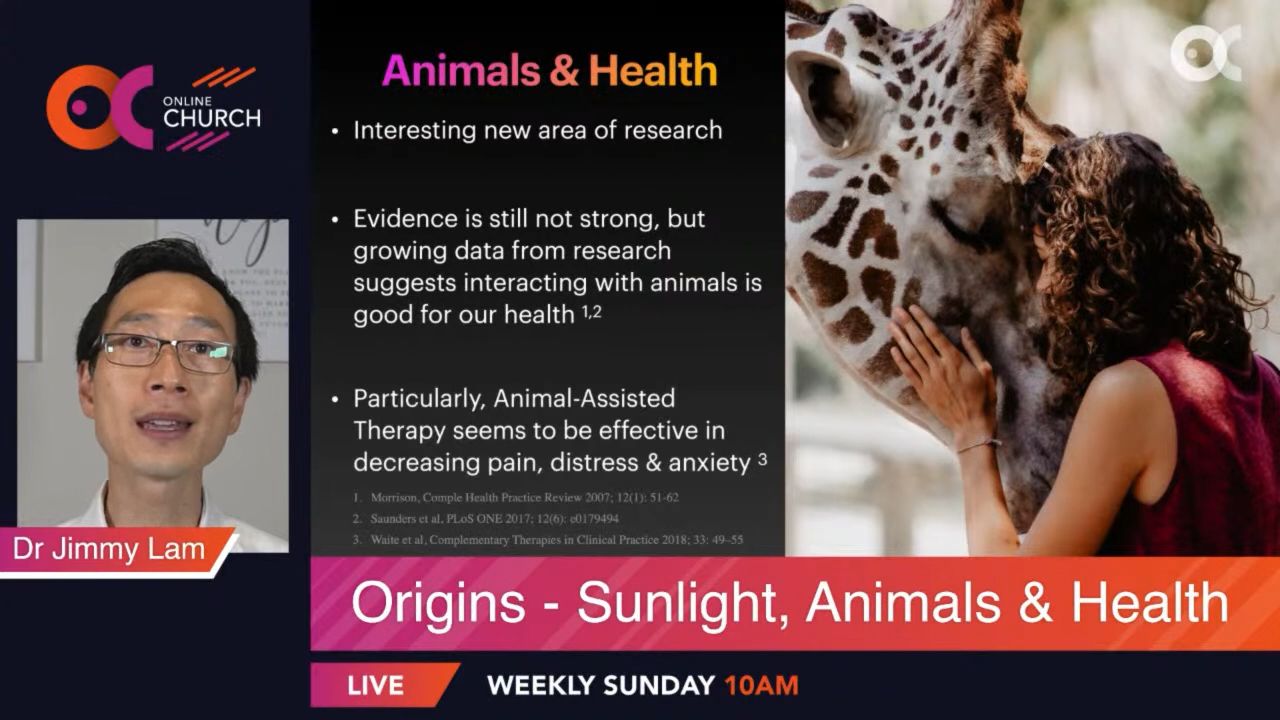 ONLINE
CHURCH
Dr Jimmy Lam
Animals & Health
• Interesting new area of research
• Evidence is still not strong, but
growing data from research
suggests interacting with animals is
good for our health 1,2
• Particularly, Animal-Assisted
Therapy seems to be effective in
decreasing pain, distress & anxiety 3
1. Morrison, Comple Health Practice Review 2007; 12(1): 51-62
2. Saunders et al, PLoS ONE 2017; 12(6): e0179494
3. Waite et al, Complementary Therapies in Clinical Practice 2018; 33: 49–55
Origins - Sunlight, Animals & Health
LIVE WEEKLY SUNDAY 10AM